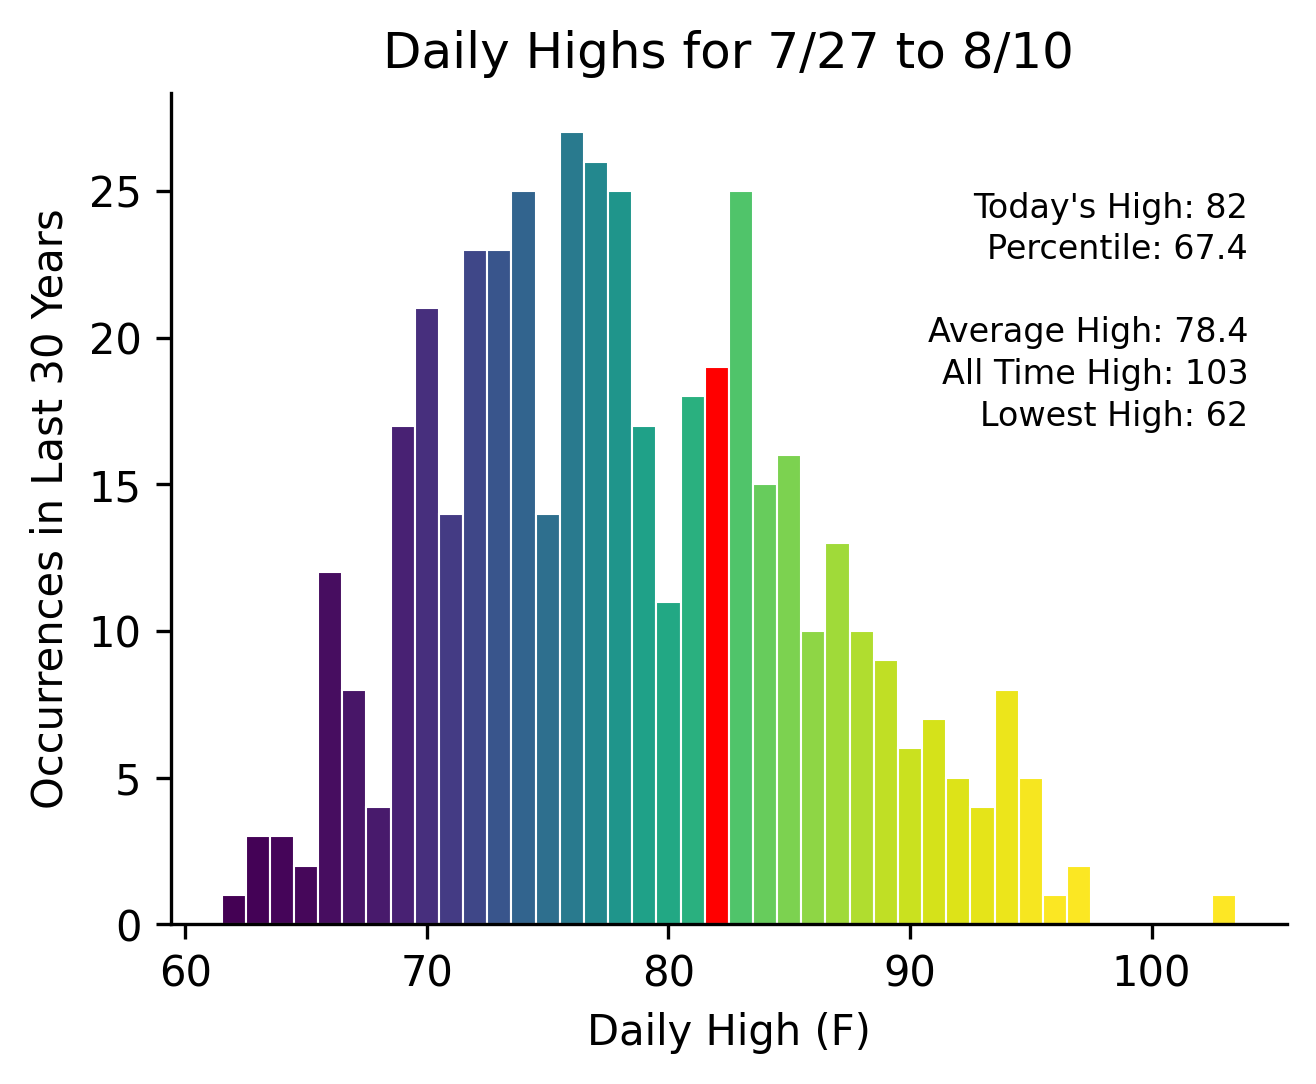 Daily Highs for 7/27 to 8/10
Occurrences in Last 30 Years
25
20
15
10
5
0
Today's High: 82
Percentile: 67.4
Average High: 78.4
All Time High: 103
Lowest High: 62
60 70 80 90 100
Daily High (F)